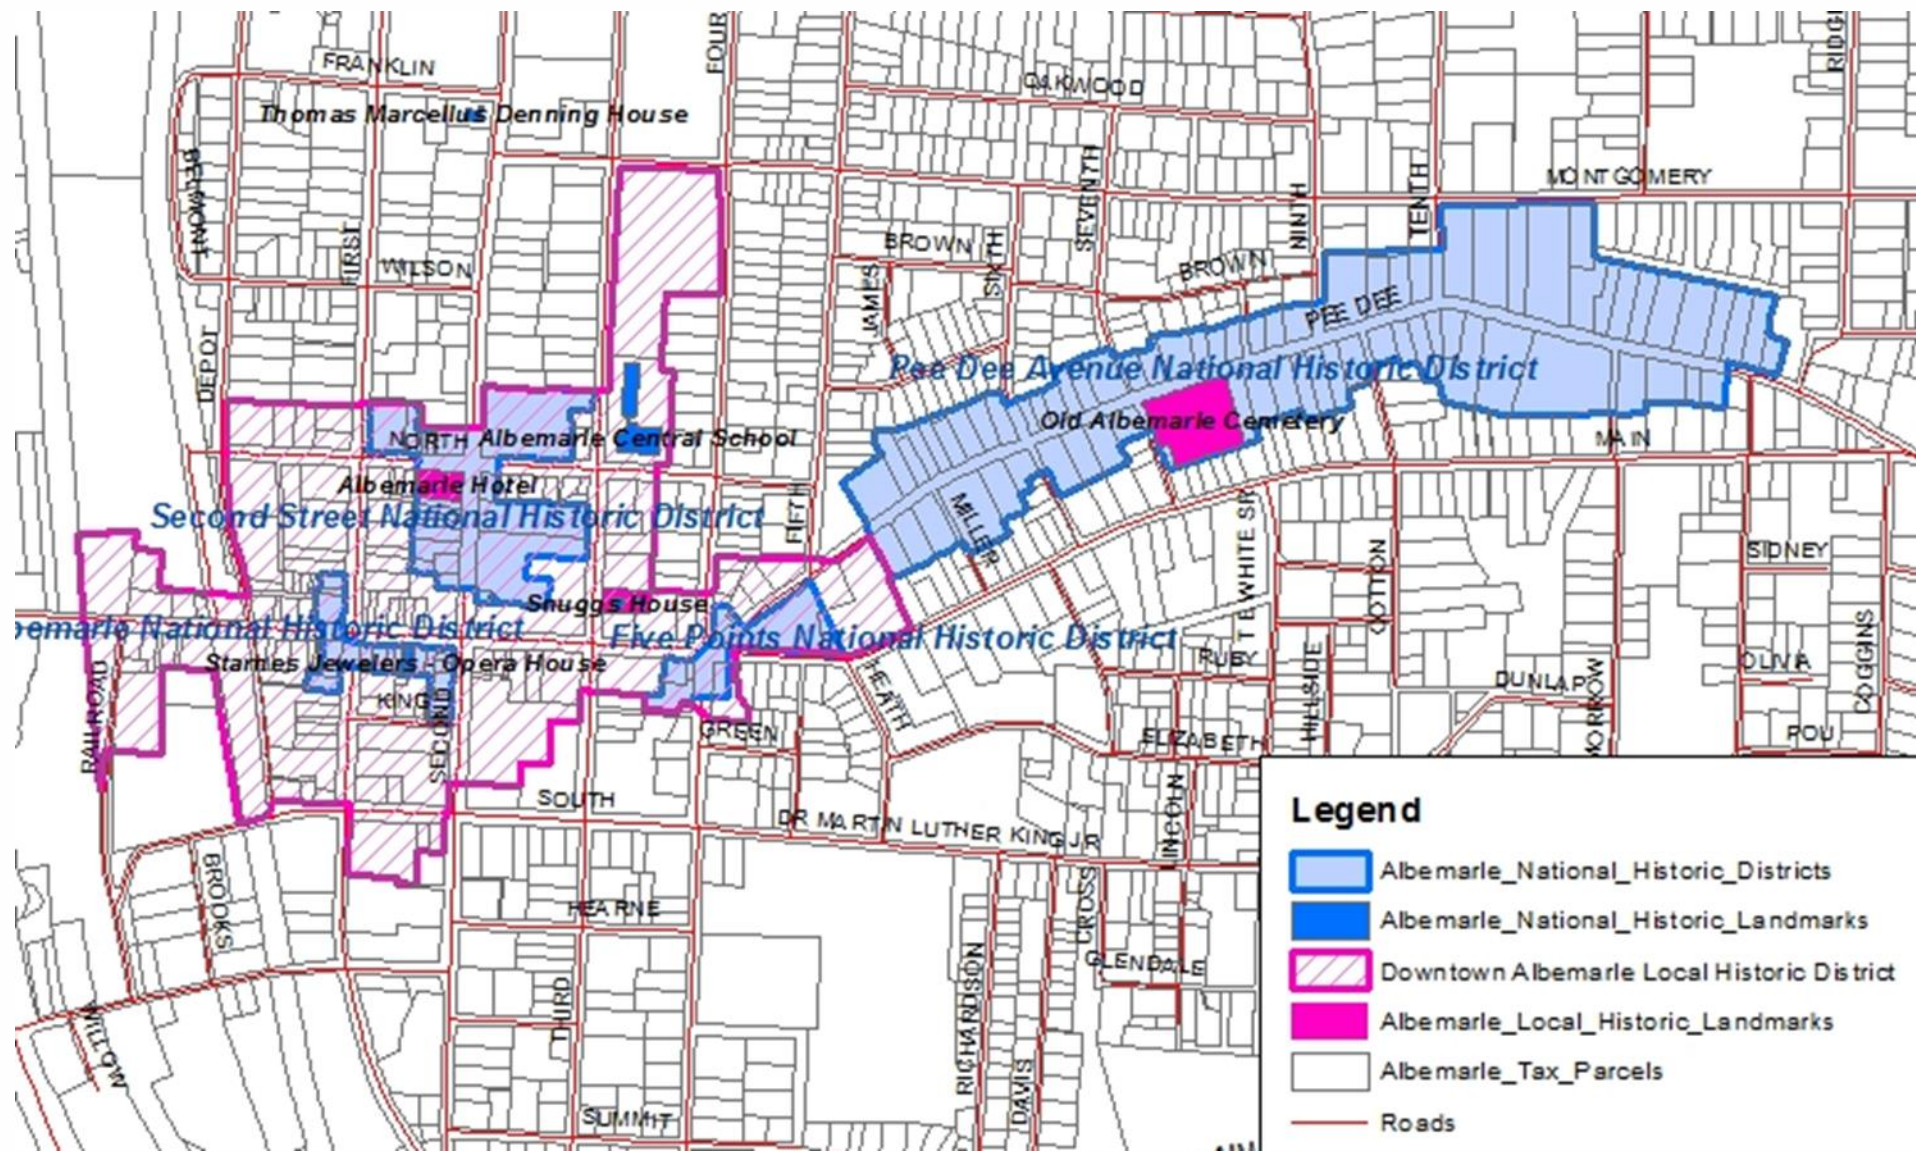 FRANKLIN
FOUR
OAKWOOD
RIDG
Thomas Marcellus Denning House
BELMONT
SEVENTH
NINTH
TENTH
MONTGOMERY
FIRST
WILSON
BROWN
SIXTH
BROWN
JAMES
PEE DEE
DEPOT
Pee Dee Avenue National Historic District
Old Albemarle Cemetery
NORTH
Albemarle Central School
MAIN
Albemarle Hotel
FIFTH
MILLER
Second Street National Historic District
TE WHITE SR
COTTON
SIDNEY
Snuggs House
bemarle National Historic District
Five Points National Historic District
Starnes Jewelers - Opera House
RAILROAD
KING
SECOND
HEATH
RUBY
HILLSIDE
DUNLAP
MORROW
OLIVIA
COGGINS
GREEN
ELIZABETH
POU
SOUTH
DR MARTIN LUTHER KING JR
LINCOLN
BROOKS
HEARNE
CROSS
GLENDALE
THIRD
RICHARDSON
DAVIS
SUMMIT
Legend
Albemarle_National_Historic_Districts
Albemarle_National_Historic_Landmarks
Downtown Albemarle Local Historic District
Albemarle_Local_Historic_Landmarks
Albemarle_Tax_Parcels
Roads